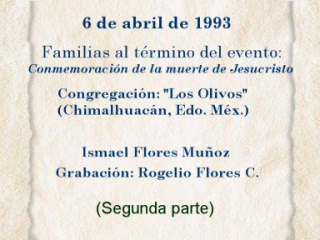 6 de abril de 1993
Familias al término del evento:
Conmemoración de la muerte de Jesucristo
Congregación: "Los Olivos"
(Chimalhuacán, Edo. Méx.)
Ismael Flores Muñoz
Grabación: Rogelio Flores C.
(Segunda parte)